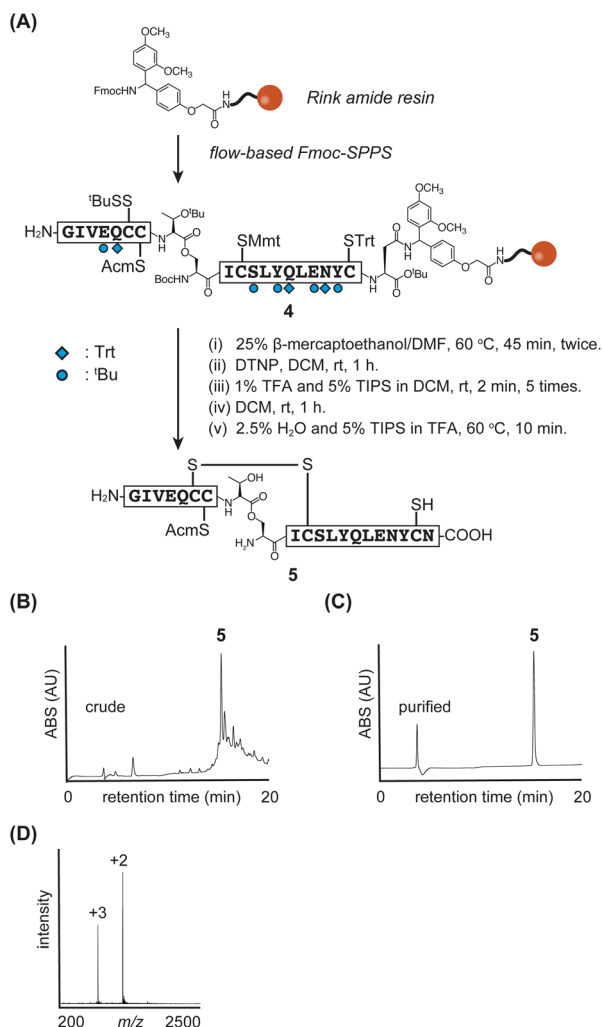 (A)
OCH3
OCH3
FmocHN
O
O
H
N
Rink amide resin
flow-based Fmoc-SPPS
tBuSS
OtBu
H2N-GIVEQCC
N
H
O
O
AcmS
BocHN
O
SMmt
STrt
ICSLYQLENYC
N
H
O
OtBu
O
HN
OCH3
OCH3
O
O
H
N
4
: Trt
: tBu
(i) 25% β-mercaptoethanol/DMF, 60 °C, 45 min, twice.
(ii) DTNP, DCM, rt, 1 h.
(iii) 1% TFA and 5% TIPS in DCM, rt, 2 min, 5 times.
(iv) DCM, rt, 1 h.
(v) 2.5% H2O and 5% TIPS in TFA, 60 °C, 10 min.
S
S
OH
H2N-GIVEQCC
N
H
O
O
AcmS
H2N
O
SH
ICSLYQLENYCN-COOH
5
(B)
5
ABS (AU)
crude
0 retention time (min) 20
(C)
5
ABS (AU)
purified
0 retention time (min) 20
(D)
+2
+3
intensity
200 m/z 2500